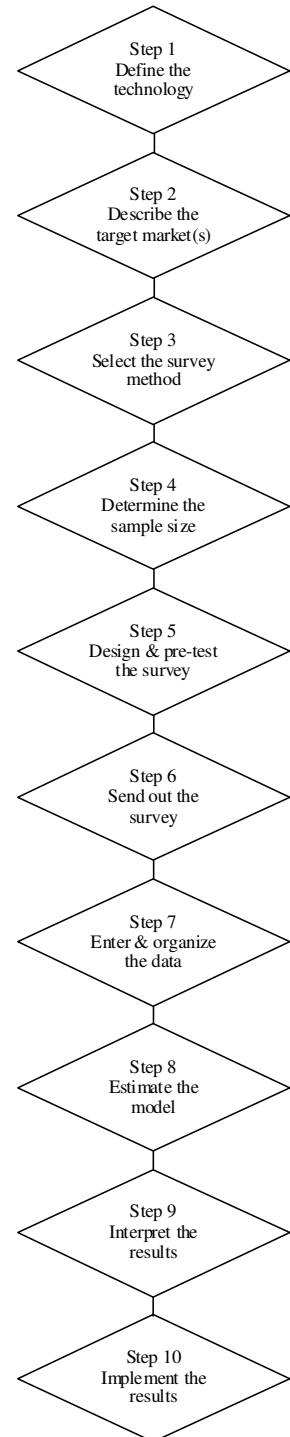 Step 1
Define the
technology
Step 2
Describe the
target market(s)
Step 3
Select the survey
method
Step 4
Determine the
sample size
Step 5
Design & pre-test
the survey
Step 6
Send out the
survey
Step 7
Enter & organize
the data
Step 8
Estimate the
model
Step 9
Interpret the
results
Step 10
Implement the
results